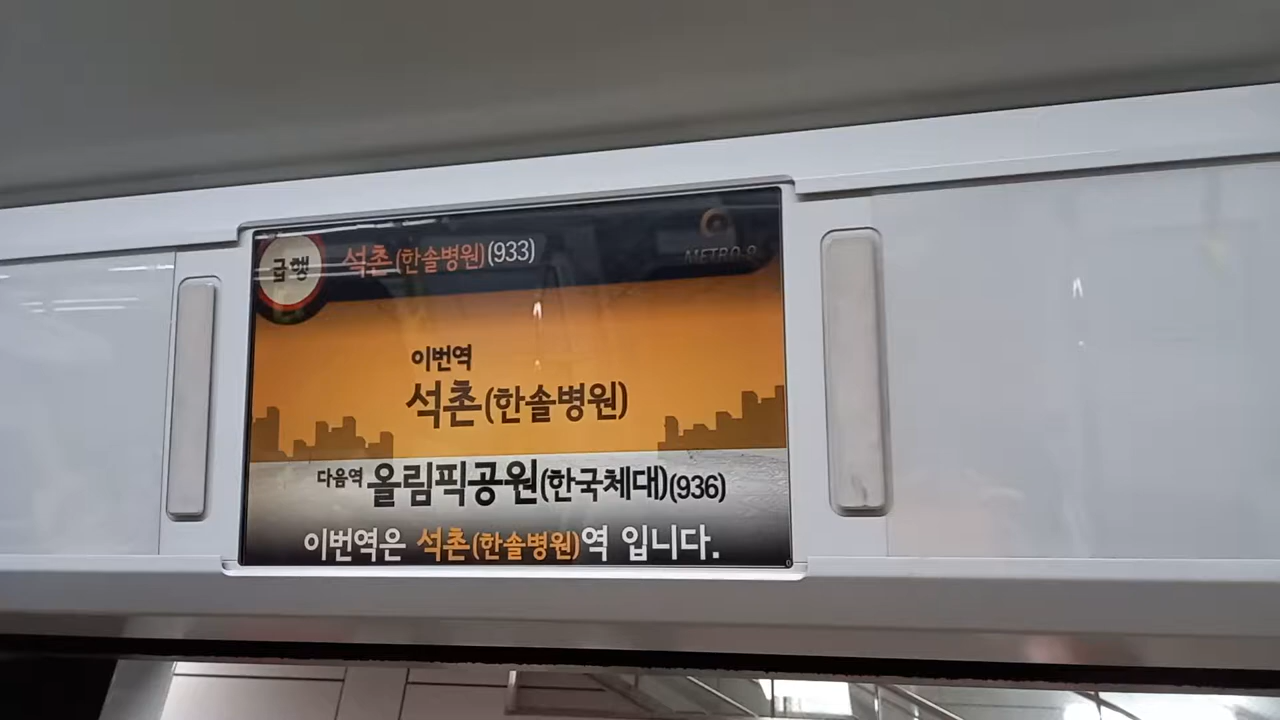 급행
석촌(한솔병원)(933)
METRO 9
이번역
석촌(한솔병원)
다음역 올림픽공원(한국체대)(936)
이번역은 석촌(한솔병원)역 입니다.